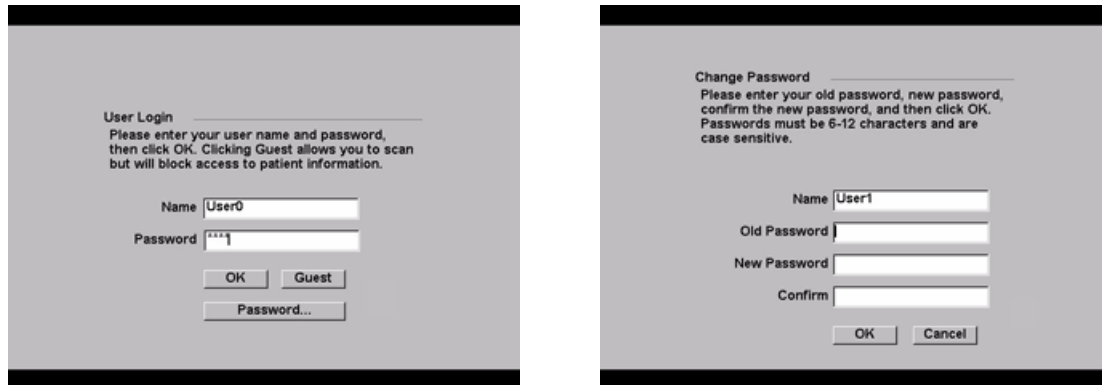 User Login
Please enter your user name and password,
then click OK. Clicking Guest allows you to scan
but will block access to patient information.
Name User0
Password ****
OK Guest
Password...
Change Password
Please enter your old password, new password,
confirm the new password, and then click OK.
Passwords must be 6-12 characters and are
case sensitive.
Name User1
Old Password
New Password
Confirm
OK Cancel